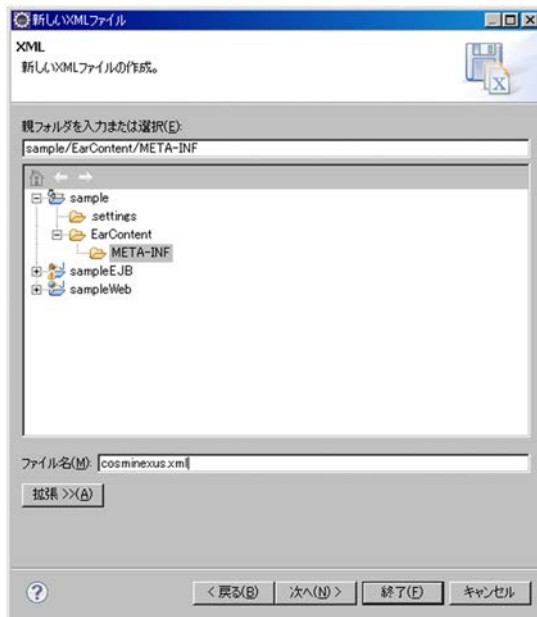 新しいXMLファイル
XML
新しいXMLファイルの作成。
親フォルダを入力または選択(E):
sample/EarContent/META-INF
sample
.settings
EarContent
META-INF
sampleEJB
sampleWeb
ファイル名(M): cosminexus.xml
拡張 >>(A)
< 戻る(B) 次へ(N) > 終了(F) キャンセル